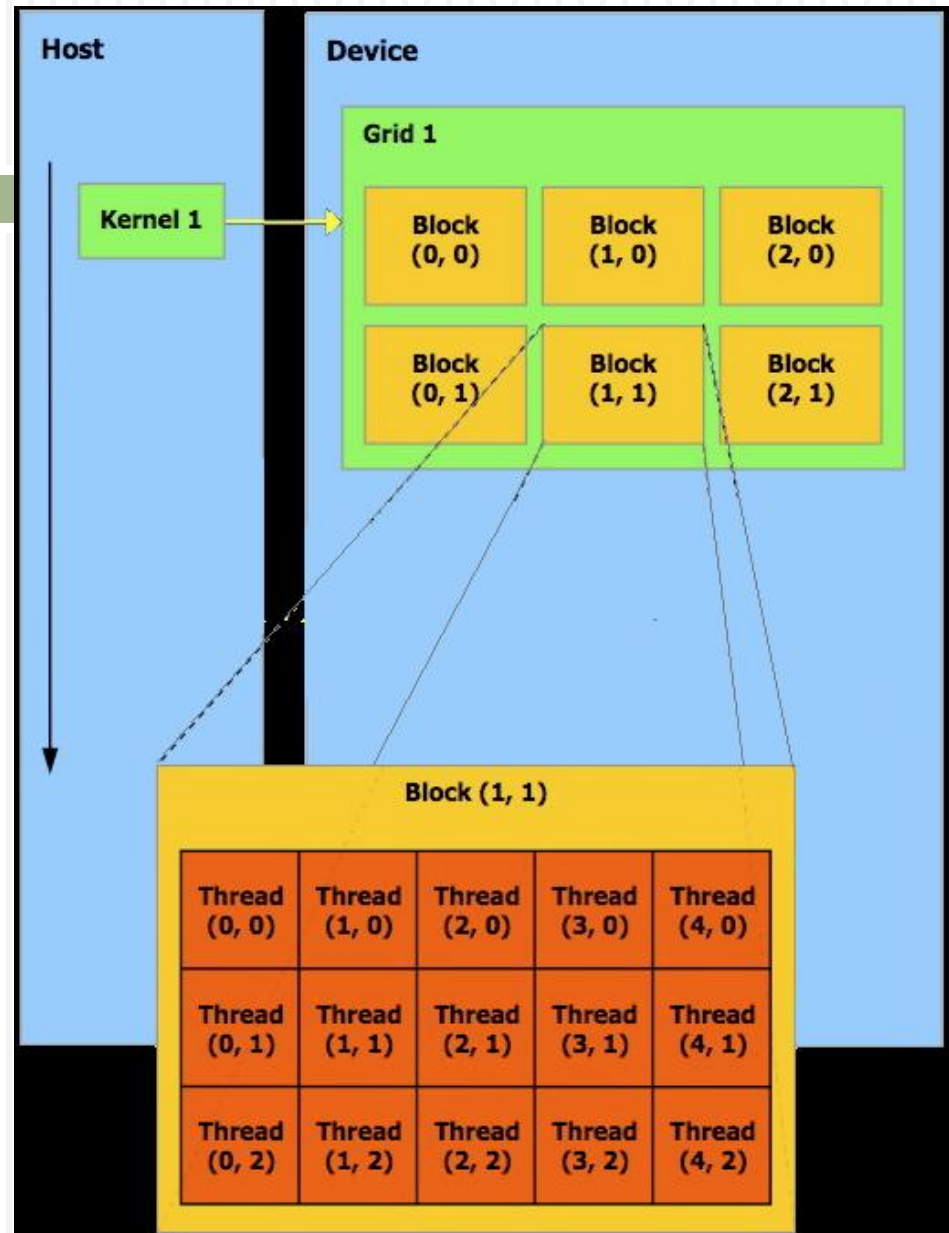 Host
Device
Grid 1
Kernel 1
Block
(0, 0)
Block
(1, 0)
Block
(2, 0)
Block
(0, 1)
Block
(1, 1)
Block
(2, 1)
Block (1, 1)
Thread
(0, 0)
Thread
(1, 0)
Thread
(2, 0)
Thread
(3, 0)
Thread
(4, 0)
Thread
(0, 1)
Thread
(1, 1)
Thread
(2, 1)
Thread
(3, 1)
Thread
(4, 1)
Thread
(0, 2)
Thread
(1, 2)
Thread
(2, 2)
Thread
(3, 2)
Thread
(4, 2)